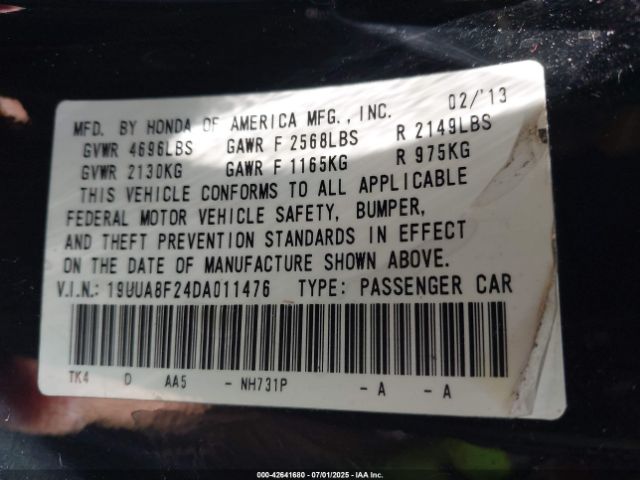 MFD. BY HONDA OF AMERICA MFG., INC. 02/'13
GVWR 4696LBS GAWR F 2568LBS R 2149LBS
GVWR 2130KG GAWR F 1165KG R 975KG
THIS VEHICLE CONFORMS TO ALL APPLICABLE
FEDERAL MOTOR VEHICLE SAFETY, BUMPER,
AND THEFT PREVENTION STANDARDS IN EFFECT
ON THE DATE OF MANUFACTURE SHOWN ABOVE.
V.I.N.: 19UUA8F24DA011476 TYPE: PASSENGER CAR
TK4 D AA5 - NH731P - A - A
000-42641680 - 07/01/2025 - IAA Inc.